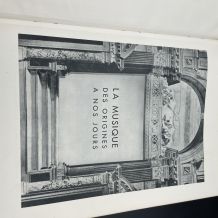 LA MUSIQUE
DES ORIGINES
A NOS JOURS